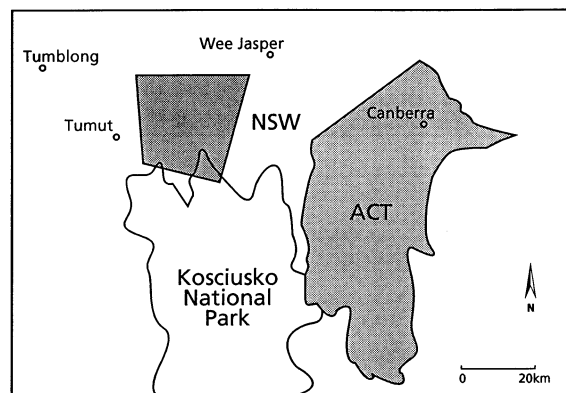 Wee Jasper
Tumblong
Tumut
NSW
Canberra
ACT
Kosciusko
National
Park
N
0 20km